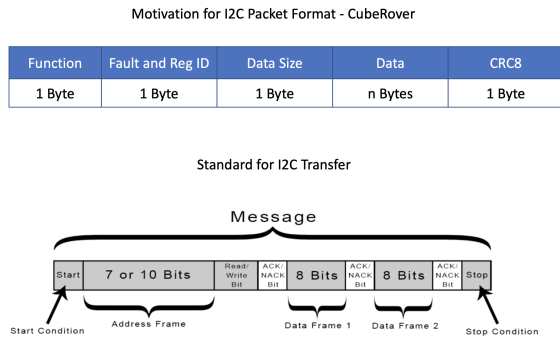 Motivation for I2C Packet Format - CubeRover
Function Fault and Reg ID Data Size Data CRC8
1 Byte 1 Byte 1 Byte n Bytes 1 Byte
Standard for I2C Transfer
Message
Start 7 or 10 Bits Read/ Write Bit ACK/ NACK Bit 8 Bits ACK/ NACK Bit 8 Bits ACK/ NACK Bit Stop
Start Condition Address Frame Data Frame 1 Data Frame 2 Stop Condition